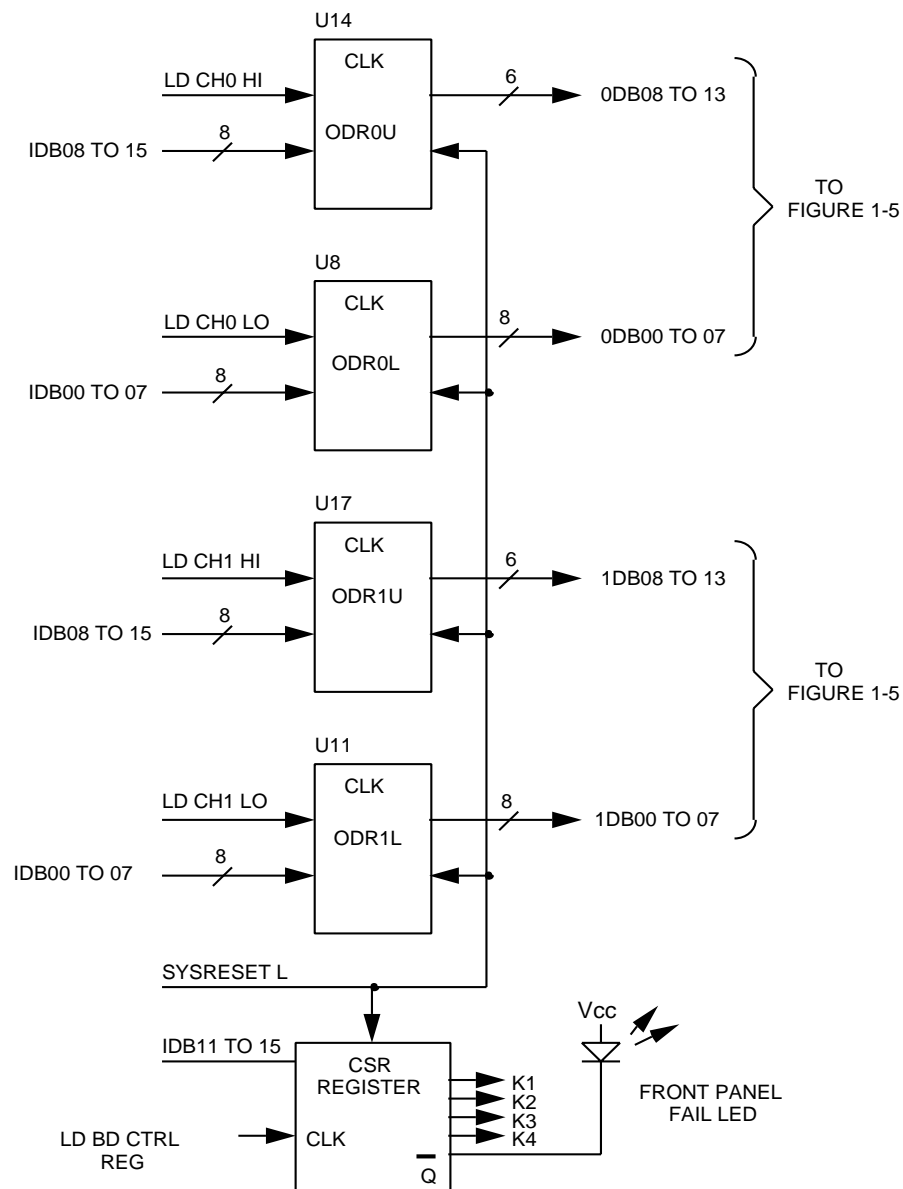 U14
CLK
LD CH0 HI
6
0DB08 TO 13
ODR0U
8
IDB08 TO 15
TO
FIGURE 1-5
U8
CLK
LD CH0 LO
8
0DB00 TO 07
ODR0L
8
IDB00 TO 07
U17
CLK
LD CH1 HI
6
1DB08 TO 13
ODR1U
8
IDB08 TO 15
TO
FIGURE 1-5
U11
CLK
LD CH1 LO
8
1DB00 TO 07
ODR1L
8
IDB00 TO 07
SYSRESET L
Vcc
IDB11 TO 15
CSR
REGISTER
K1
K2
K3
K4
FRONT PANEL
FAIL LED
LD BD CTRL
REG
CLK
Q̅